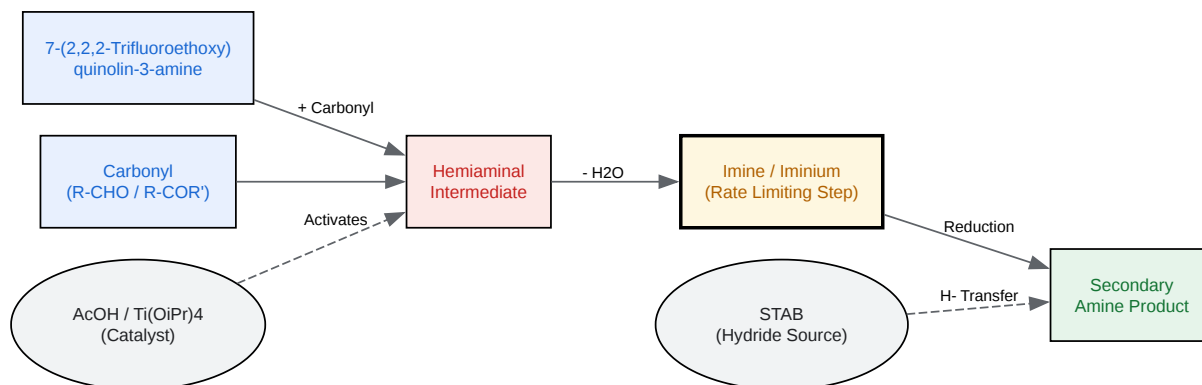 7-(2,2,2-Trifluoroethoxy)
quinolin-3-amine
+ Carbonyl
Carbonyl
(R-CHO / R-COR')
Hemiaminal
Intermediate
- H2O
Imine / Iminium
(Rate Limiting Step)
Activates
Reduction
AcOH / Ti(OiPr)4
(Catalyst)
STAB
(Hydride Source)
H- Transfer
Secondary
Amine Product